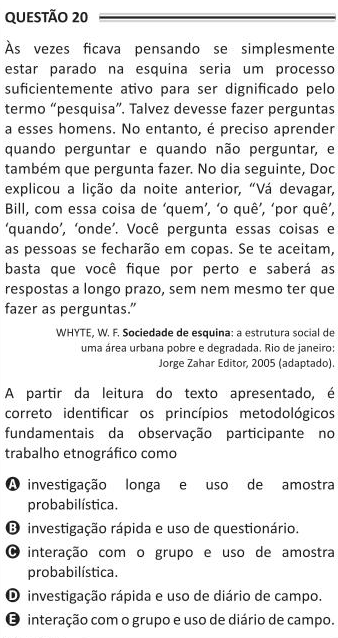 QUESTÃO 20
Às vezes ficava pensando se simplesmente
estar parado na esquina seria um processo
suficientemente ativo para ser dignificado pelo
termo “pesquisa”. Talvez devesse fazer perguntas
a esses homens. No entanto, é preciso aprender
quando perguntar e quando não perguntar, e
também que pergunta fazer. No dia seguinte, Doc
explicou a lição da noite anterior, “Vá devagar,
Bill, com essa coisa de ‘quem’, ‘o quê’, ‘por quê’,
‘quando’, ‘onde’. Você pergunta essas coisas e
as pessoas se fecharão em copas. Se te aceitam,
basta que você fique por perto e saberá as
respostas a longo prazo, sem nem mesmo ter que
fazer as perguntas.”
WHYTE, W. F. Sociedade de esquina: a estrutura social de
uma área urbana pobre e degradada. Rio de janeiro:
Jorge Zahar Editor, 2005 (adaptado).
A partir da leitura do texto apresentado, é
correto identificar os princípios metodológicos
fundamentais da observação participante no
trabalho etnográfico como
A investigação longa e uso de amostra
probabilística.
B investigação rápida e uso de questionário.
C interação com o grupo e uso de amostra
probabilística.
D investigação rápida e uso de diário de campo.
E interação com o grupo e uso de diário de campo.